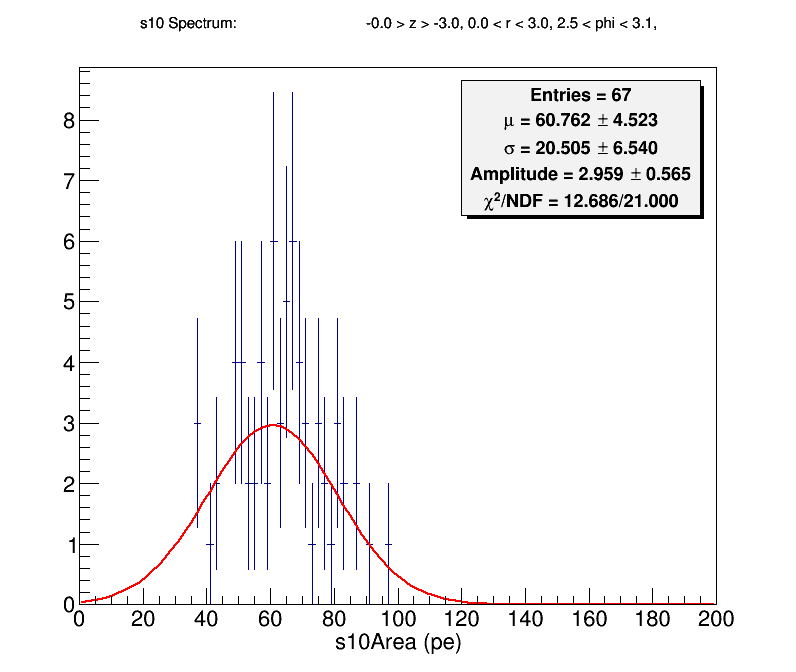 s10 Spectrum: -0.0 > z > -3.0, 0.0 < r < 3.0, 2.5 < phi < 3.1,
Entries = 67
μ = 60.762 ± 4.523
σ = 20.505 ± 6.540
Amplitude = 2.959 ± 0.565
χ²/NDF = 12.686/21.000
8
7
6
5
4
3
2
1
0
0 20 40 60 80 100 120 140 160 180 200
s10Area (pe)